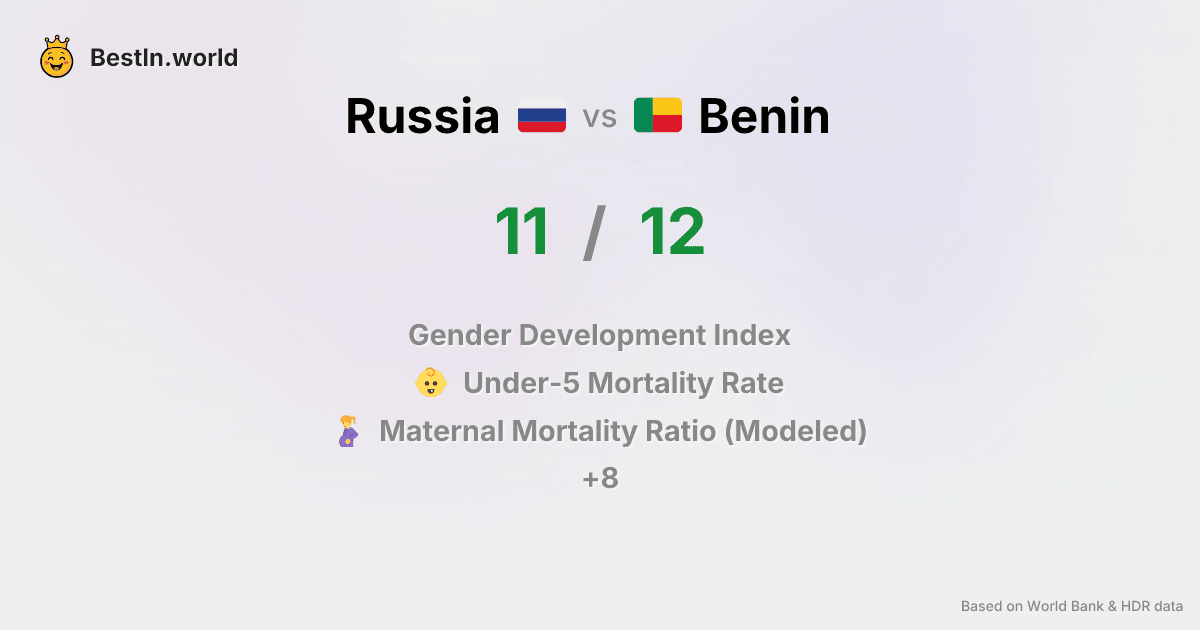 BestIn.world
Russia vs Benin
11 / 12
Gender Development Index
Under-5 Mortality Rate
Maternal Mortality Ratio (Modeled)
+8
Based on World Bank & HDR data